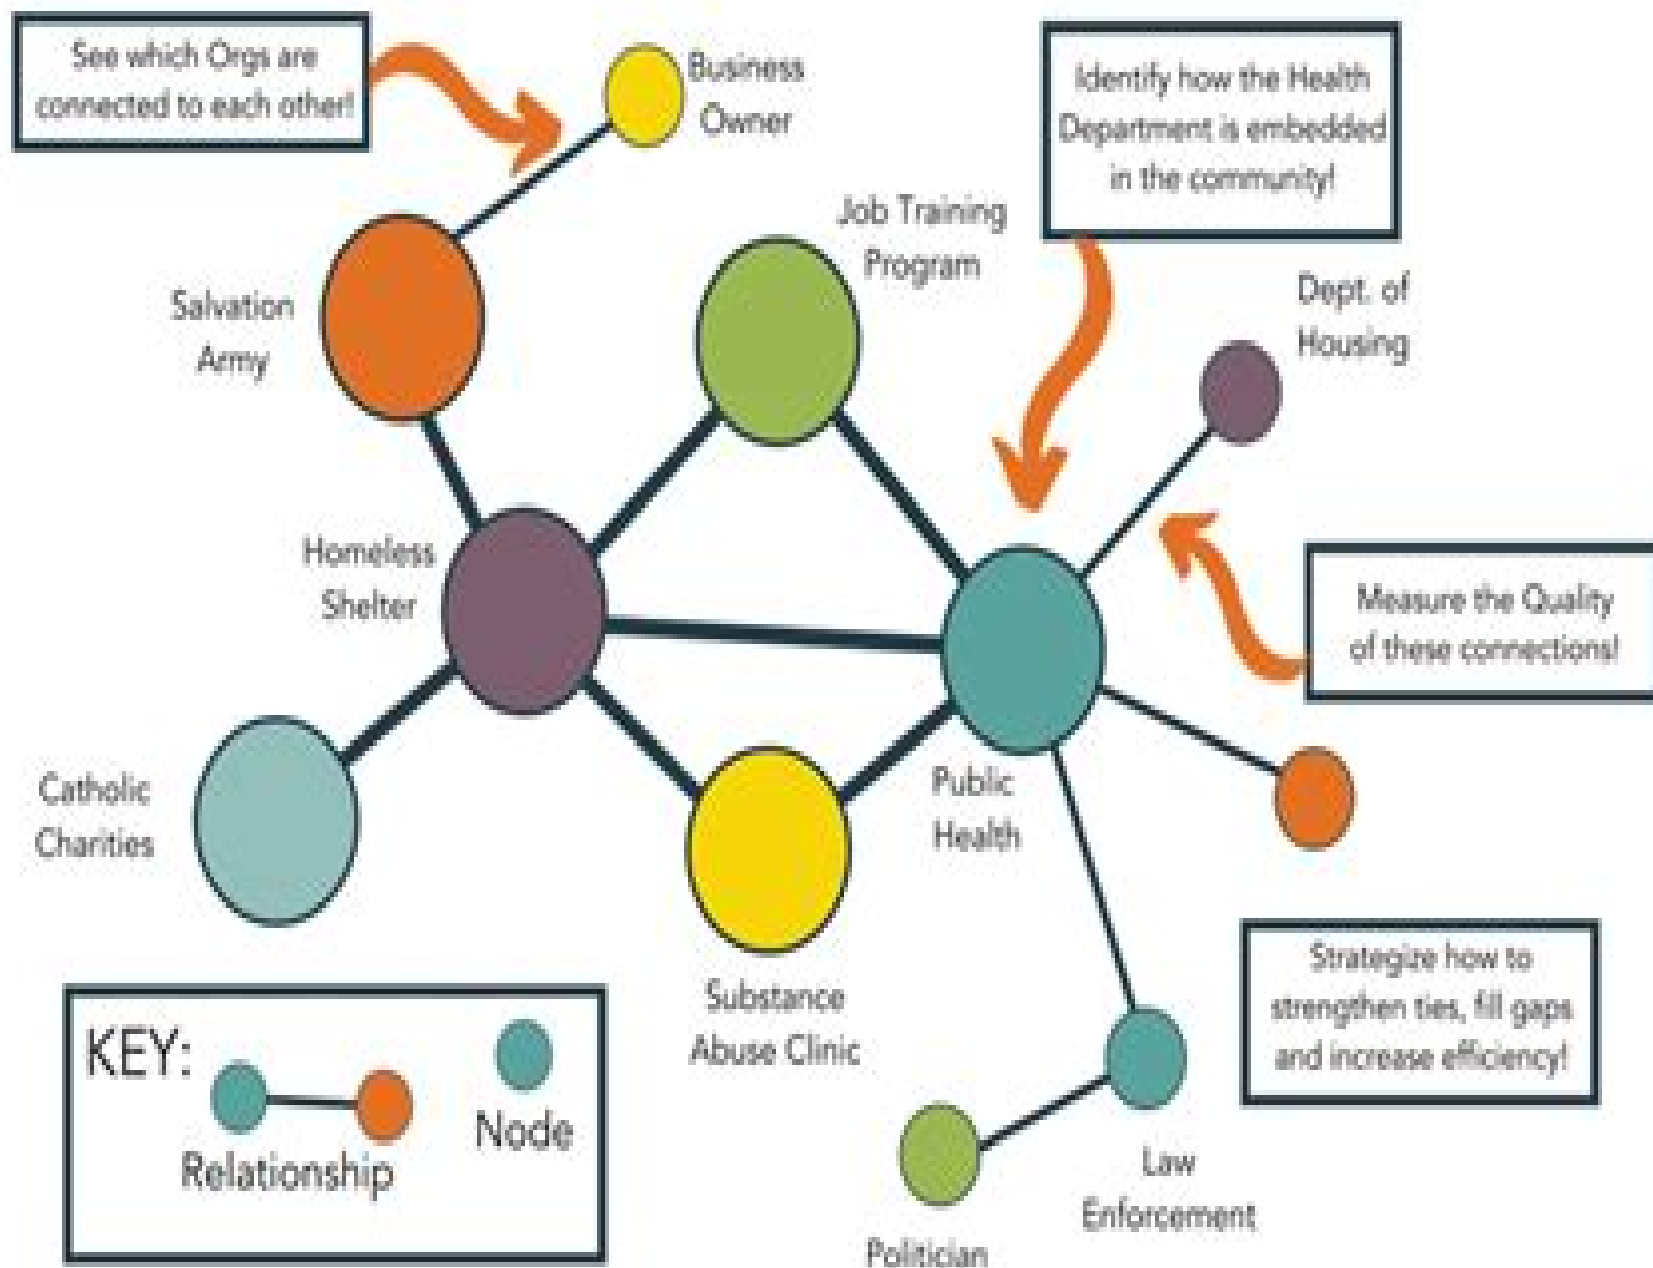 See which Orgs are
connected to each other!
Business
Owner
Identify how the Health
Department is embedded
in the community!
Job Training
Program
Salvation
Army
Dept. of
Housing
Homeless
Shelter
Measure the Quality
of these connections!
Catholic
Charities
Public
Health
Substance
Abuse Clinic
Strategize how to
strengthen ties, fill gaps
and increase efficiency!
KEY:
Relationship
Node
Law
Enforcement
Politician